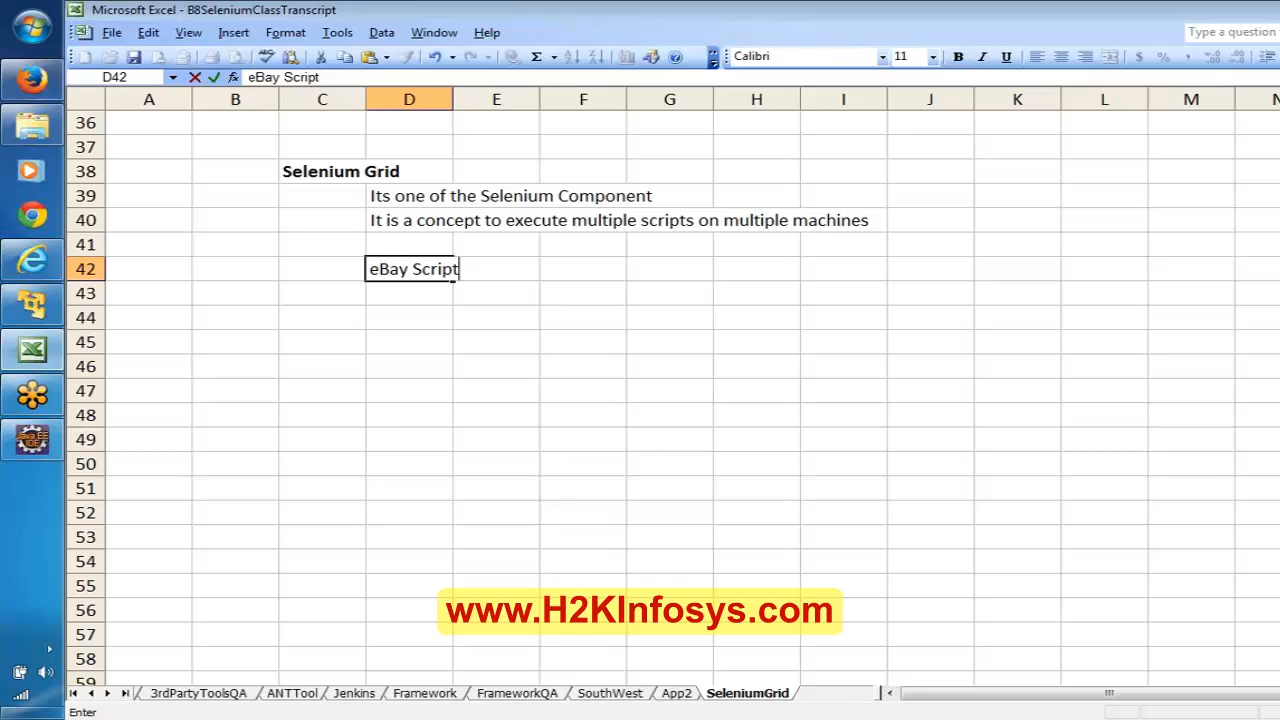 Microsoft Excel - B8SeleniumClassTranscript
File Edit View Insert Format Tools Data Window Help
Type a question
Calibri 11 B I U
D42 fx eBay Script
A B C D E F G H I J K L M
36
37
38 Selenium Grid
39 Its one of the Selenium Component
40 It is a concept to execute multiple scripts on multiple machines
41
42 eBay Script
43
44
45
46
47
48
49
50
51
52
53
54
55
56
57
58
59
www.H2KInfosys.com
3rdPartyToolsQA ANTTool Jenkins Framework FrameworkQA SouthWest App2 SeleniumGrid
Enter